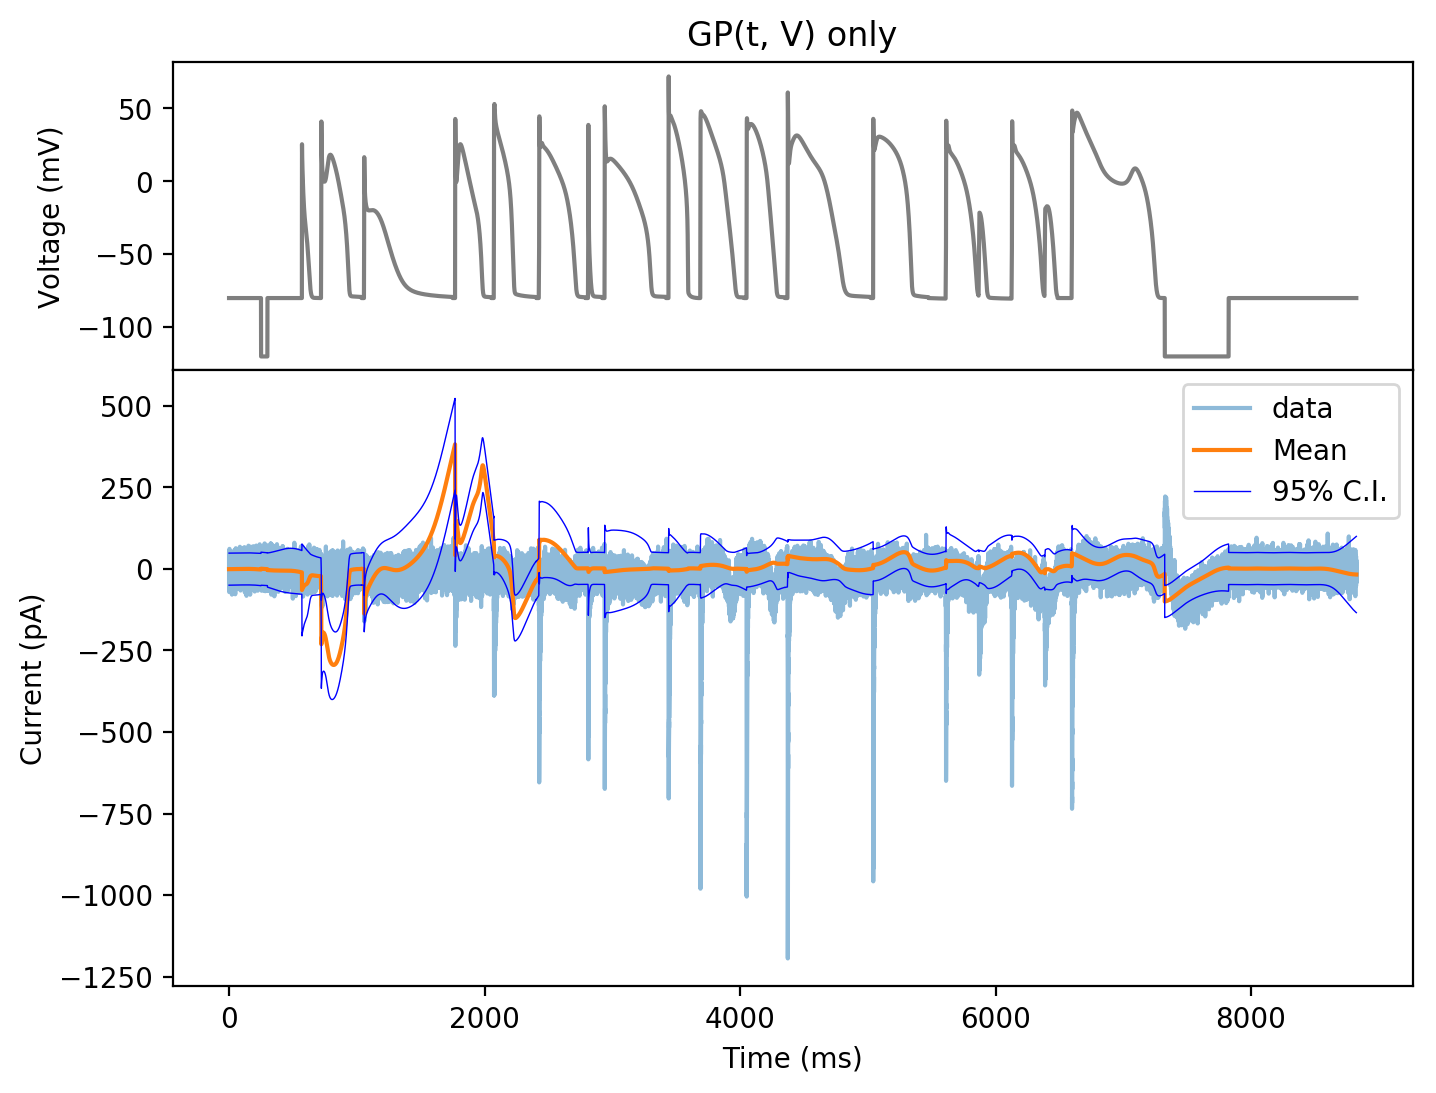 GP(t, V) only
Voltage (mV)
50
0
−50
−100
Current (pA)
500
250
0
−250
−500
−750
−1000
−1250
data
Mean
95% C.I.
0 2000 4000 6000 8000
Time (ms)